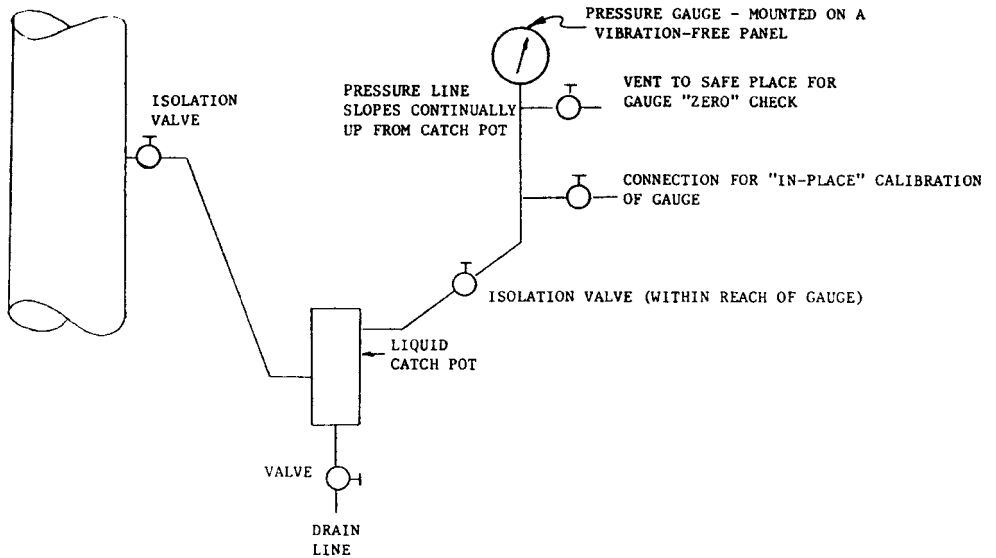 PRESSURE GAUGE - MOUNTED ON A
VIBRATION-FREE PANEL
ISOLATION
VALVE
PRESSURE LINE
SLOPES CONTINUALLY
UP FROM CATCH POT
VENT TO SAFE PLACE FOR
GAUGE "ZERO" CHECK
CONNECTION FOR "IN-PLACE" CALIBRATION
OF GAUGE
ISOLATION VALVE (WITHIN REACH OF GAUGE)
LIQUID
CATCH POT
VALVE
DRAIN
LINE